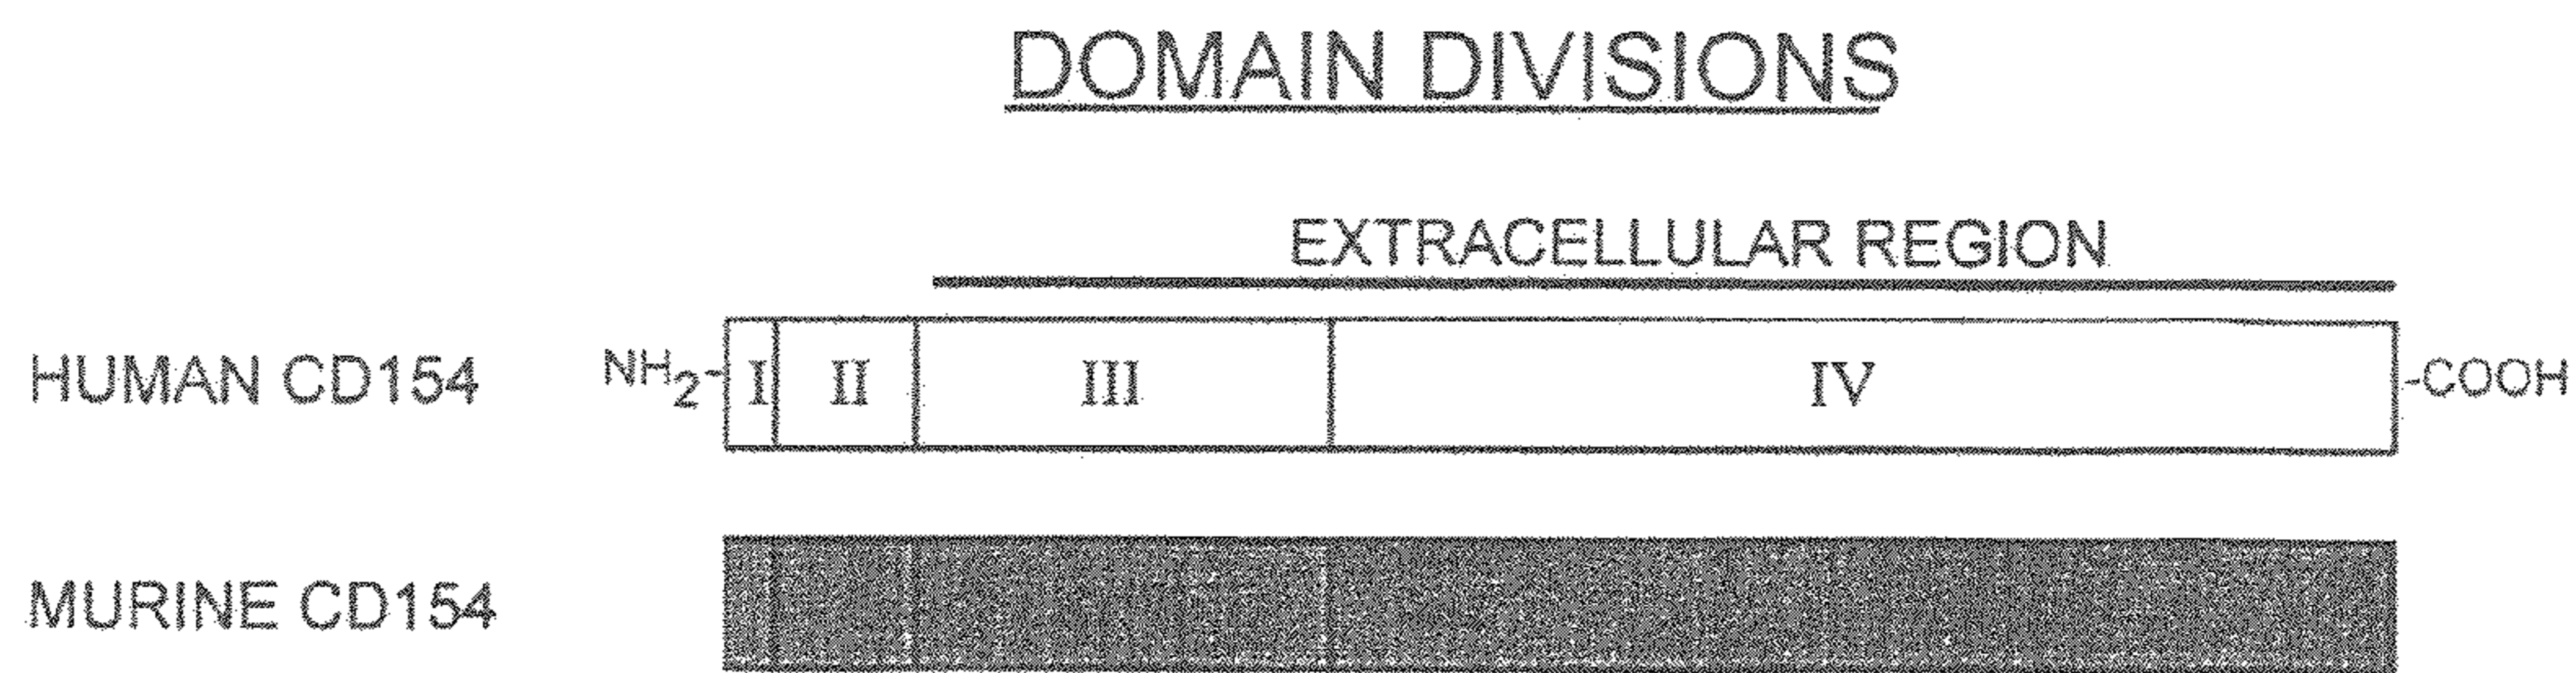 DOMAIN DIVISIONS
EXTRACELLULAR REGION
HUMAN CD154 NH2- I II III IV -COOH
MURINE CD154